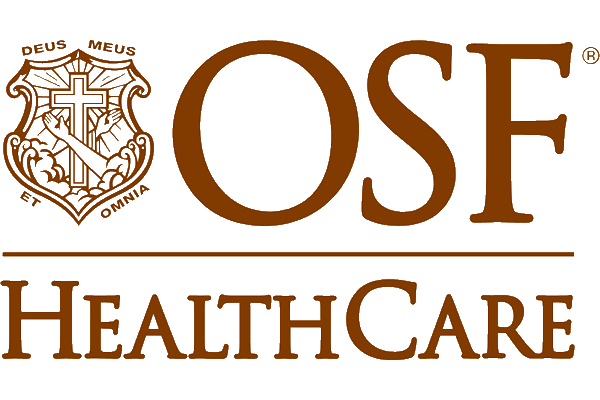 DEUS MEUS
ET OMNIA
OSF®
HEALTHCARE